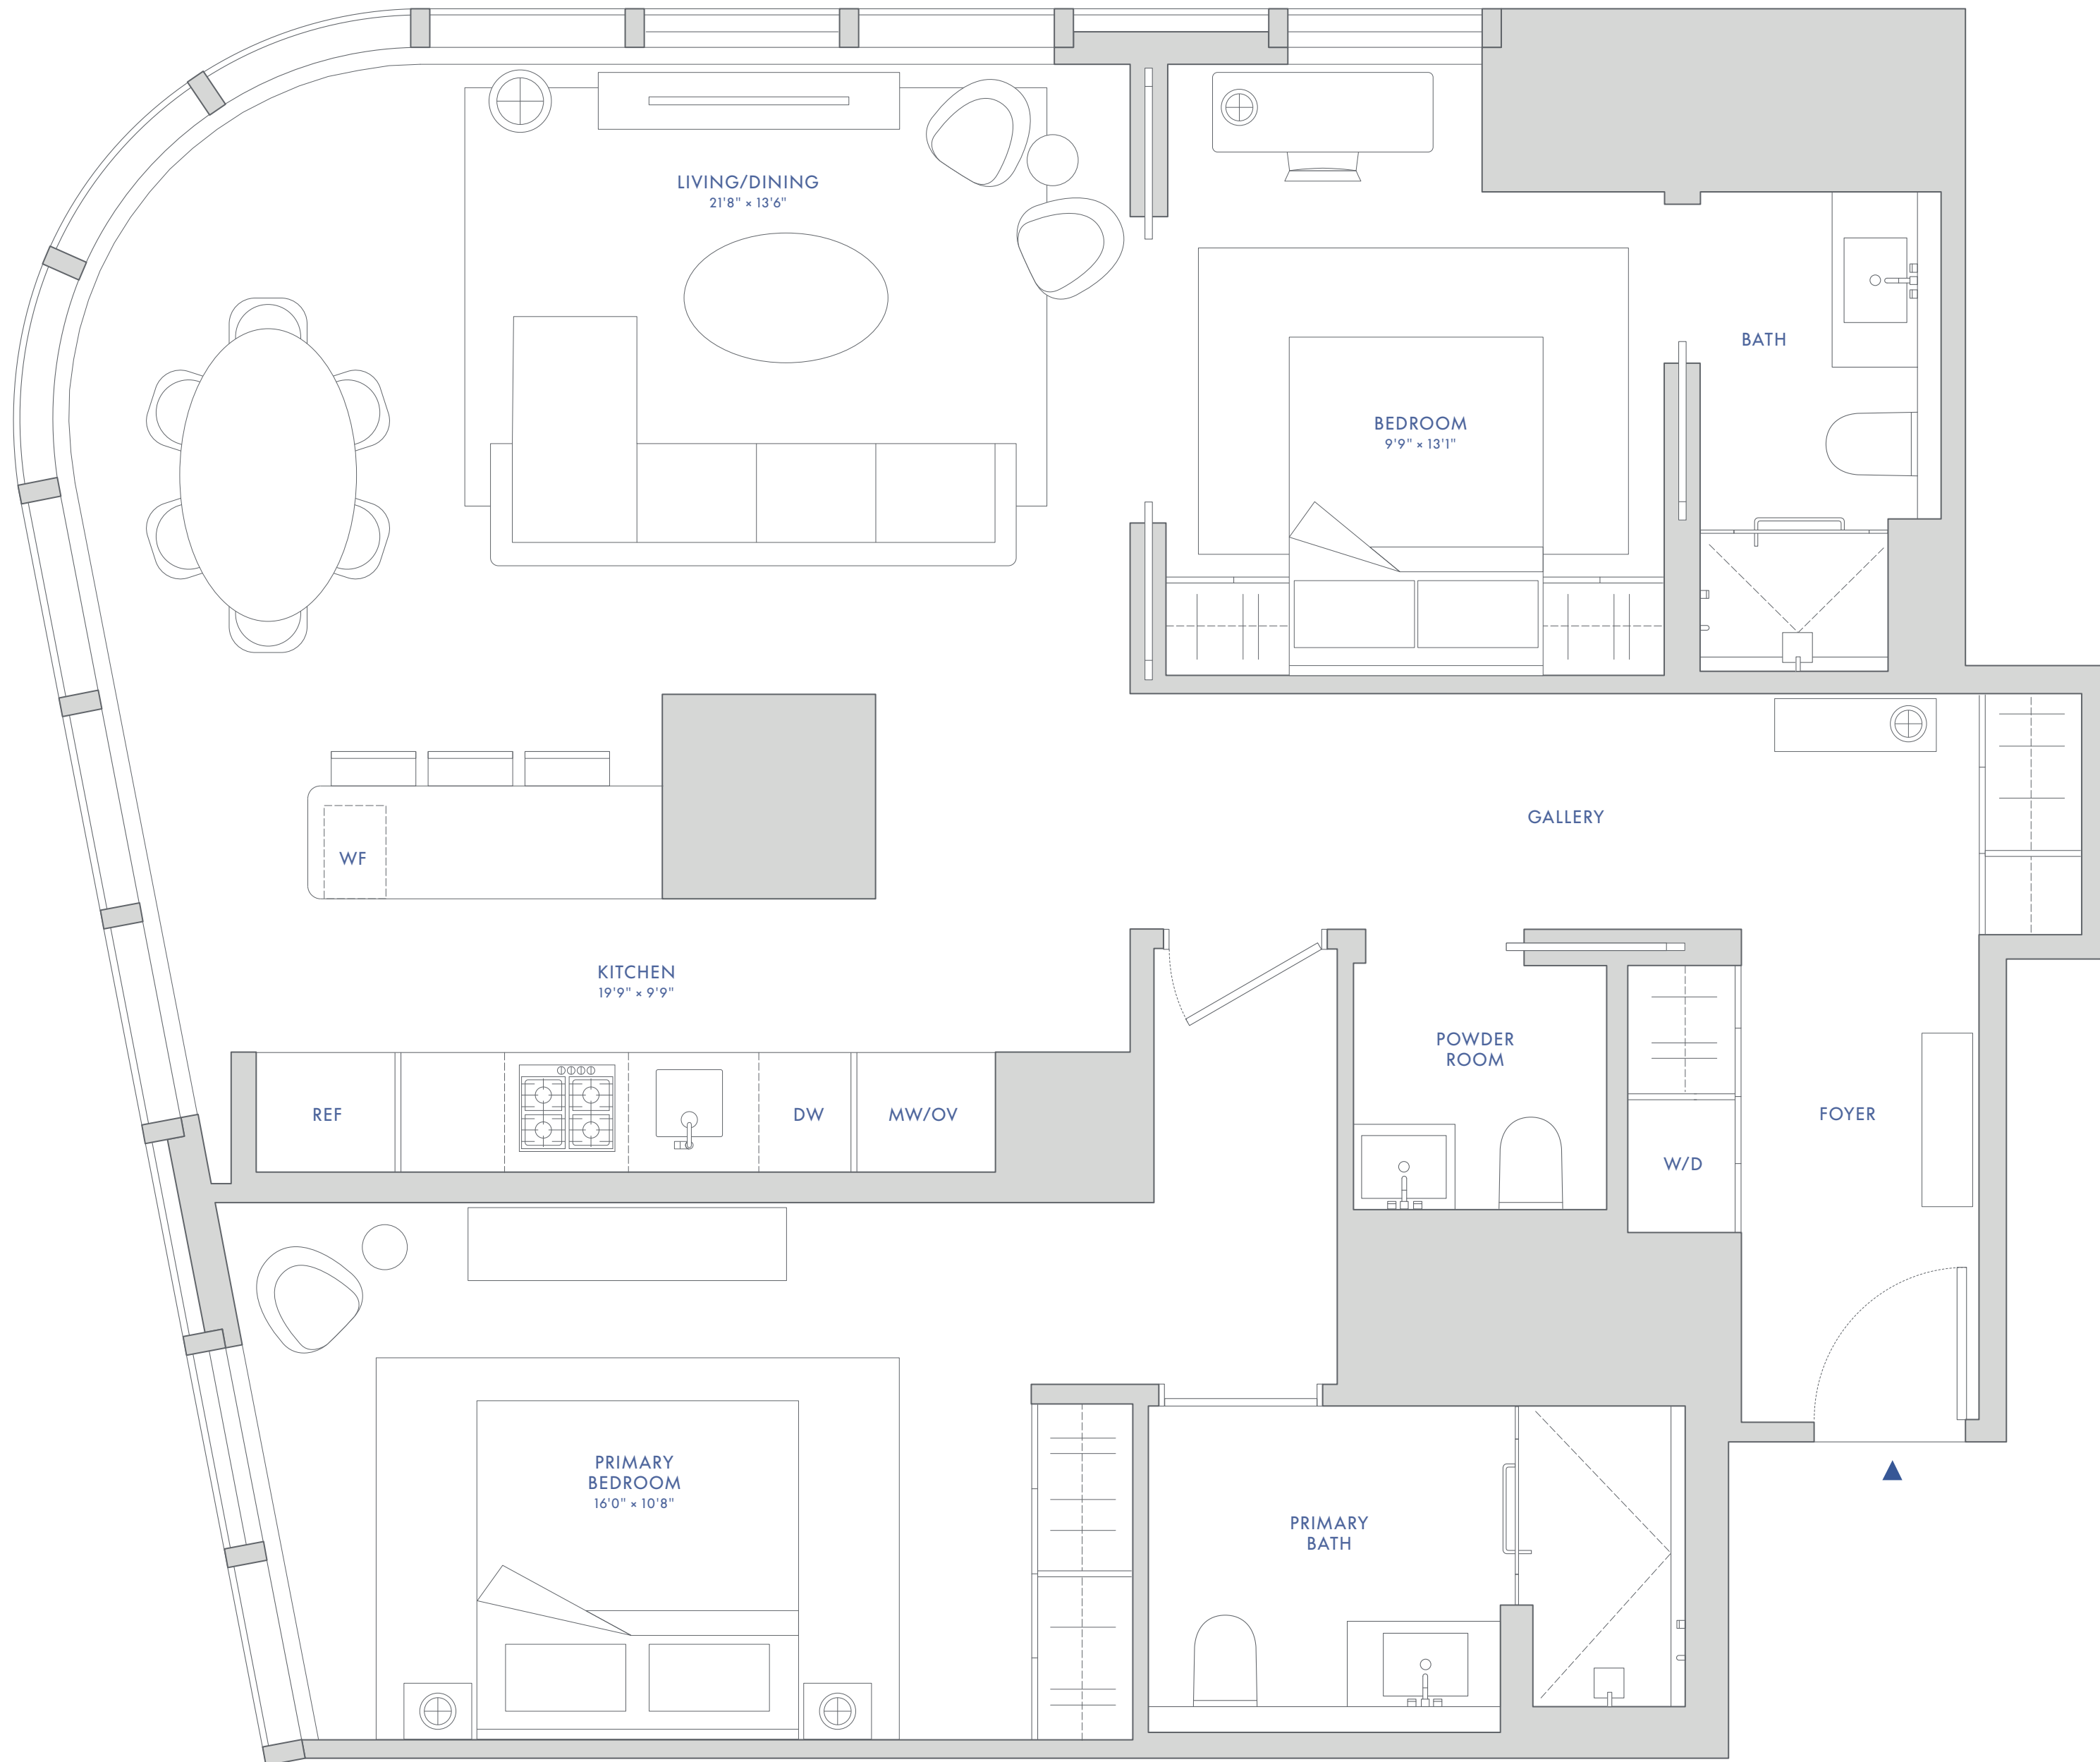 LIVING/DINING
21'8" × 13'6"
BATH
BEDROOM
9'9" × 13'1"
GALLERY
WF
KITCHEN
19'9" × 9'9"
POWDER
ROOM
REF
DW
MW/OV
FOYER
W/D
PRIMARY
BEDROOM
16'0" × 10'8"
PRIMARY
BATH